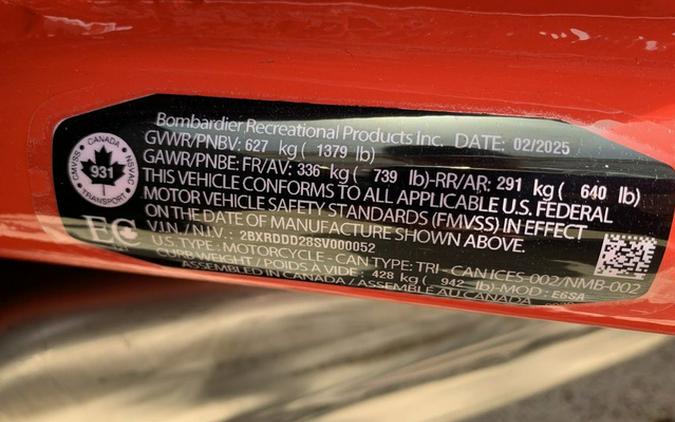 Bombardier Recreational Products Inc. DATE: 02/2025
GVWR/PNBV: 627 kg ( 1379 lb)
GAWR/PNBE: FR/AV: 336 kg ( 739 lb)-RR/AR: 291 kg ( 640 lb)
THIS VEHICLE CONFORMS TO ALL APPLICABLE U.S. FEDERAL
MOTOR VEHICLE SAFETY STANDARDS (FMVSS) IN EFFECT
ON THE DATE OF MANUFACTURE SHOWN ABOVE.
V.I.N / N.I.V. : 2BXRDDD28SV000052
U.S. TYPE : MOTORCYCLE - CAN TYPE: TRI - CAN ICES-002/NMB-002
CURB WEIGHT / POIDS À VIDE : 428 kg ( 942 lb)-MOD : E6SA
ASSEMBLED IN CANADA / ASSEMBLÉ AU CANADA
CANADA
CMVSS NSVAC
931
TRANSPORT
EC